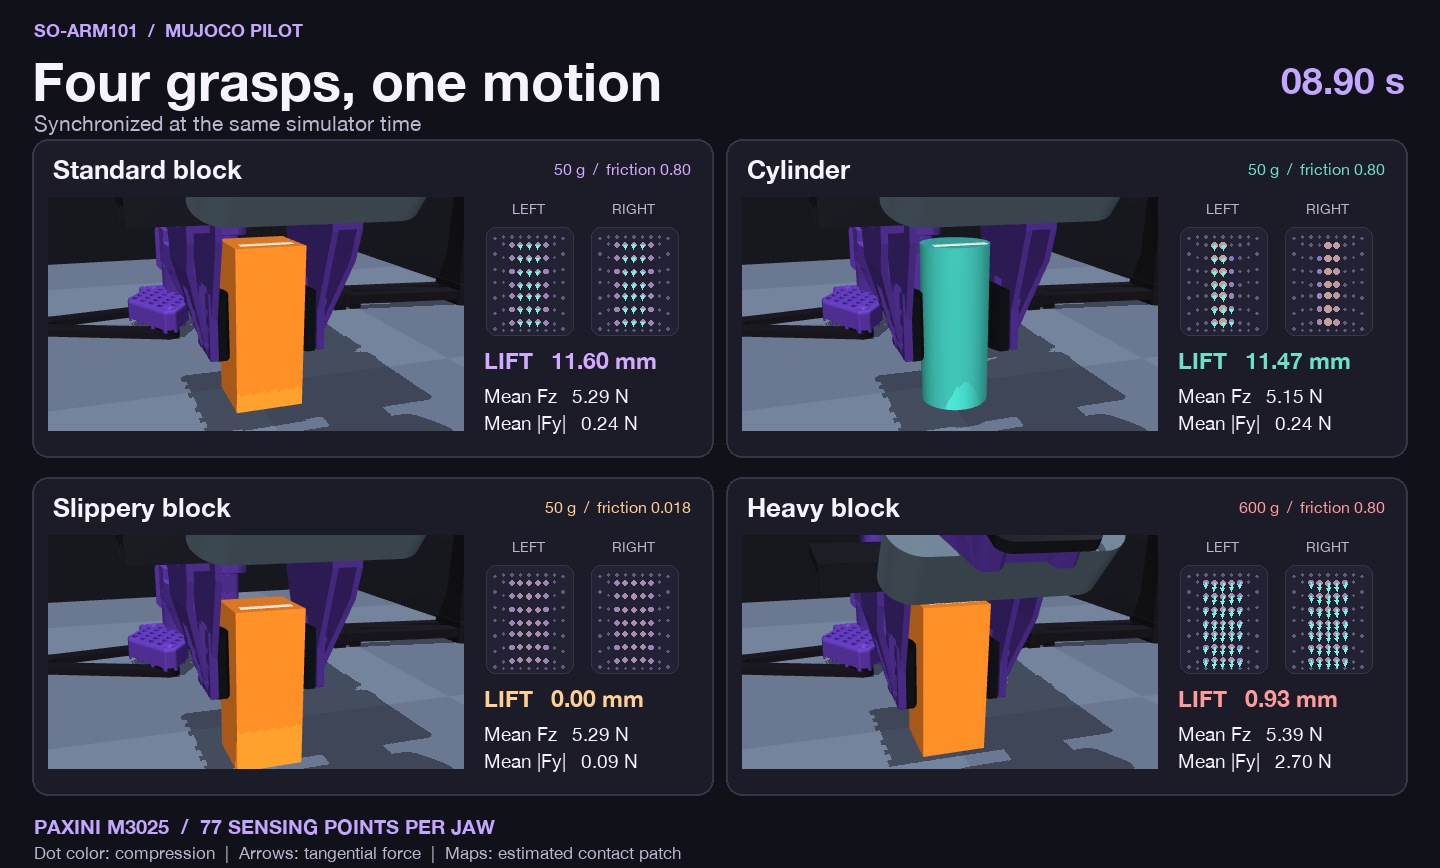 SO-ARM101 / MUJOCO PILOT
Four grasps, one motion
08.90 s
Synchronized at the same simulator time
Standard block
50 g / friction 0.80
LEFT
RIGHT
LIFT 11.60 mm
Mean Fz 5.29 N
Mean |Fy| 0.24 N
Cylinder
50 g / friction 0.80
LEFT
RIGHT
LIFT 11.47 mm
Mean Fz 5.15 N
Mean |Fy| 0.24 N
Slippery block
50 g / friction 0.018
LEFT
RIGHT
LIFT 0.00 mm
Mean Fz 5.29 N
Mean |Fy| 0.09 N
Heavy block
600 g / friction 0.80
LEFT
RIGHT
LIFT 0.93 mm
Mean Fz 5.39 N
Mean |Fy| 2.70 N
PAXINI M3025 / 77 SENSING POINTS PER JAW
Dot color: compression | Arrows: tangential force | Maps: estimated contact patch